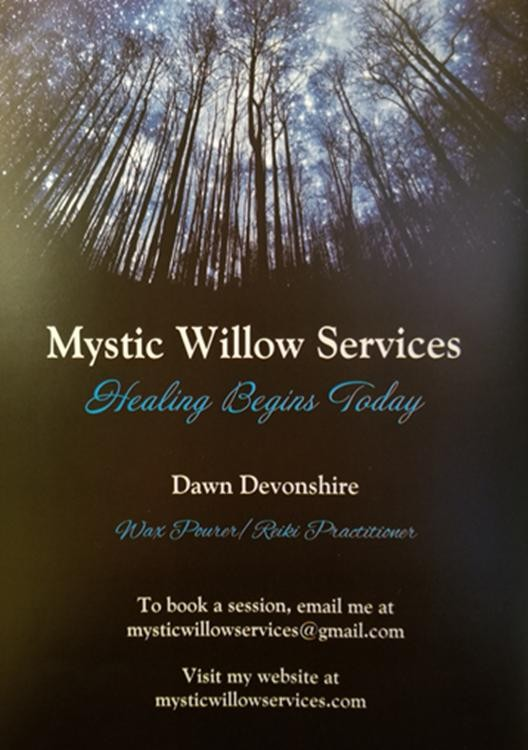 Mystic Willow Services
Healing Begins Today
Dawn Devonshire
Wax Pourer/ Reiki Practitioner
To book a session, email me at
mysticwillowservices@gmail.com
Visit my website at
mysticwillowservices.com